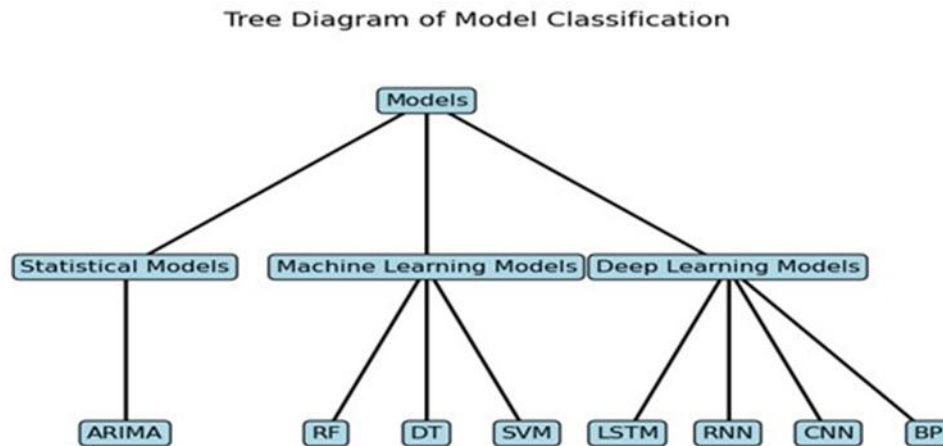 Tree Diagram of Model Classification
Models
Statistical Models
Machine Learning Models
Deep Learning Models
ARIMA
RF
DT
SVM
LSTM
RNN
CNN
BP